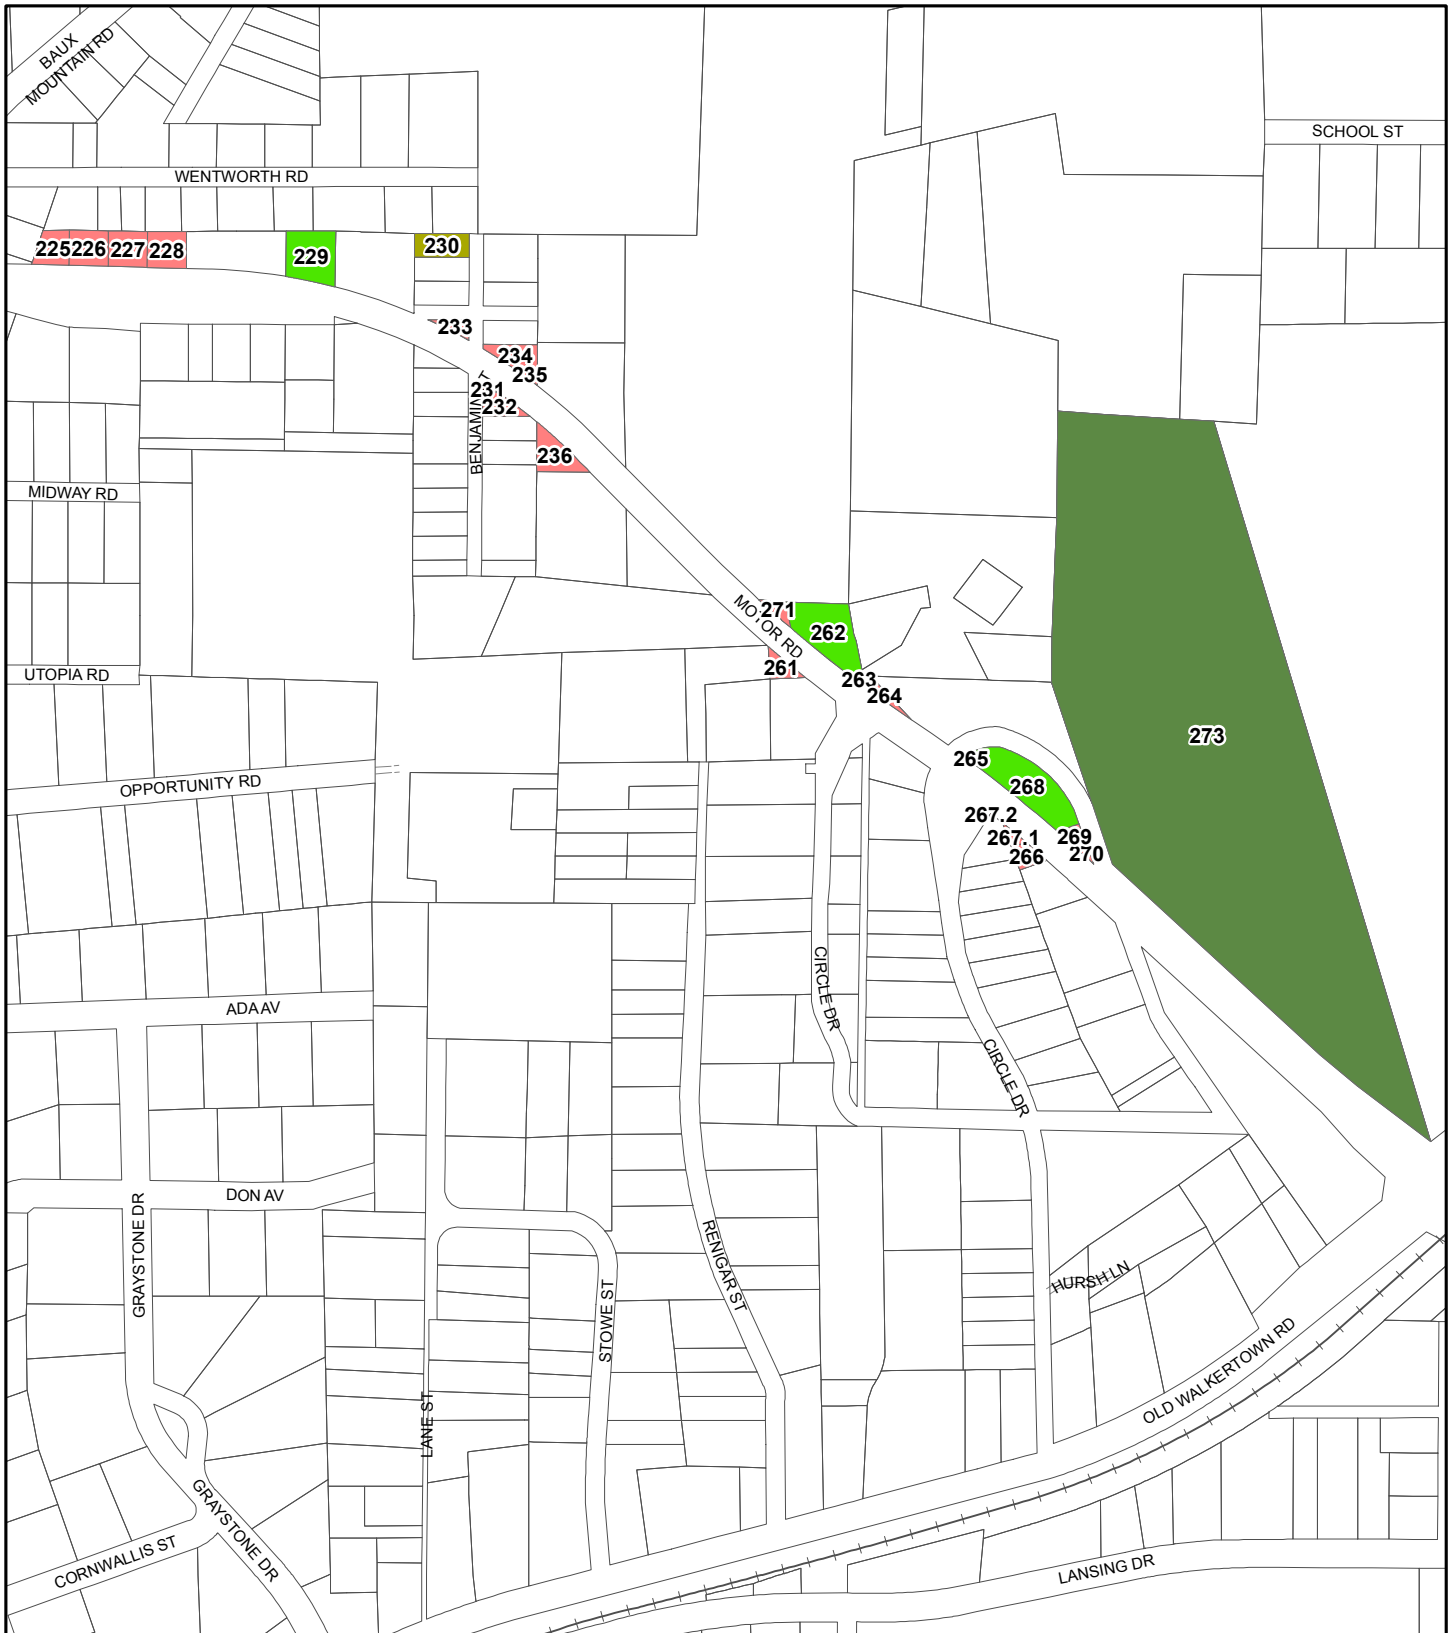 BAUX
MOUNTAIN RD
SCHOOL ST
WENTWORTH RD
225
226
227
228
229
230
233
234
235
231
232
BENJAMIN ST
236
MIDWAY RD
271
MOTOR RD
262
261
263
264
UTOPIA RD
273
265
268
OPPORTUNITY RD
267.2
267.1
269
266
270
CIRCLE DR
ADA AV
CIRCLE DR
DON AV
GRAYSTONE DR
RENIGAR ST
HURSH LN
STOWE ST
OLD WALKERTOWN RD
LANE ST
GRAYSTONE DR
CORNWALLIS ST
LANSING DR